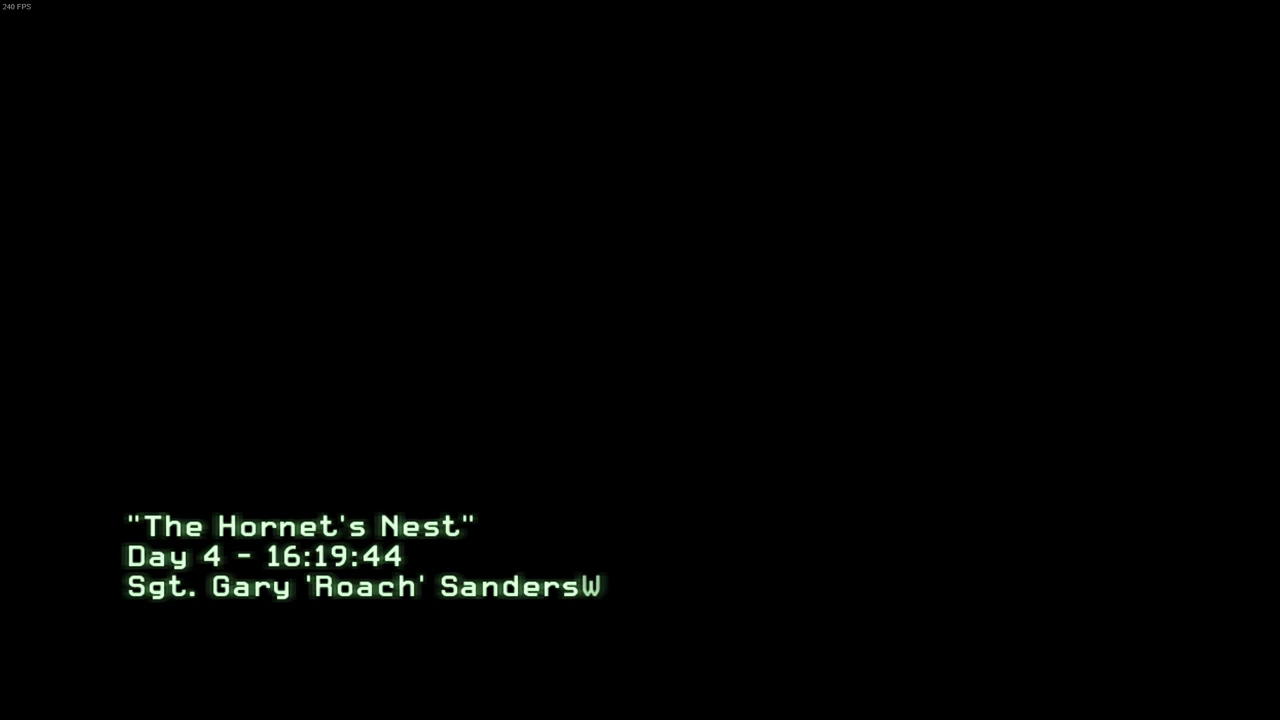 240 FPS
"The Hornet's Nest"
Day 4 - 16:19:44
Sgt. Gary 'Roach' SandersW